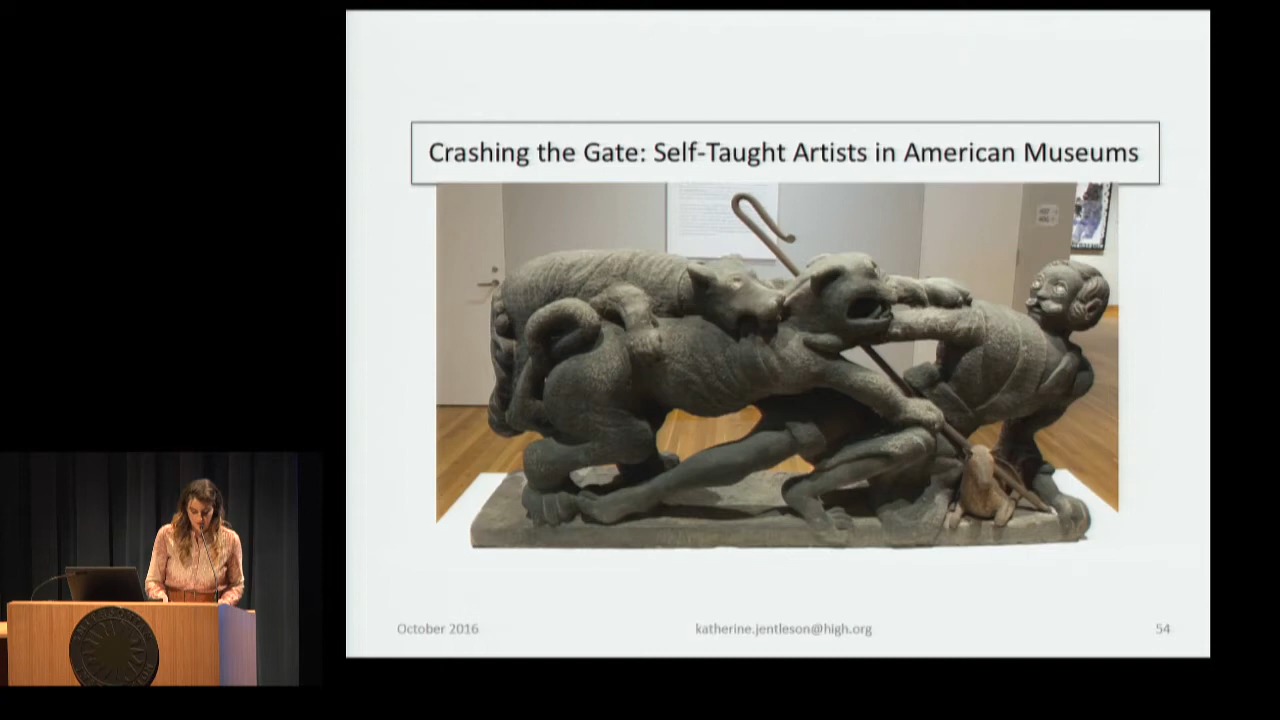 Crashing the Gate: Self-Taught Artists in American Museums
October 2016
katherine.jentleson@high.org
54